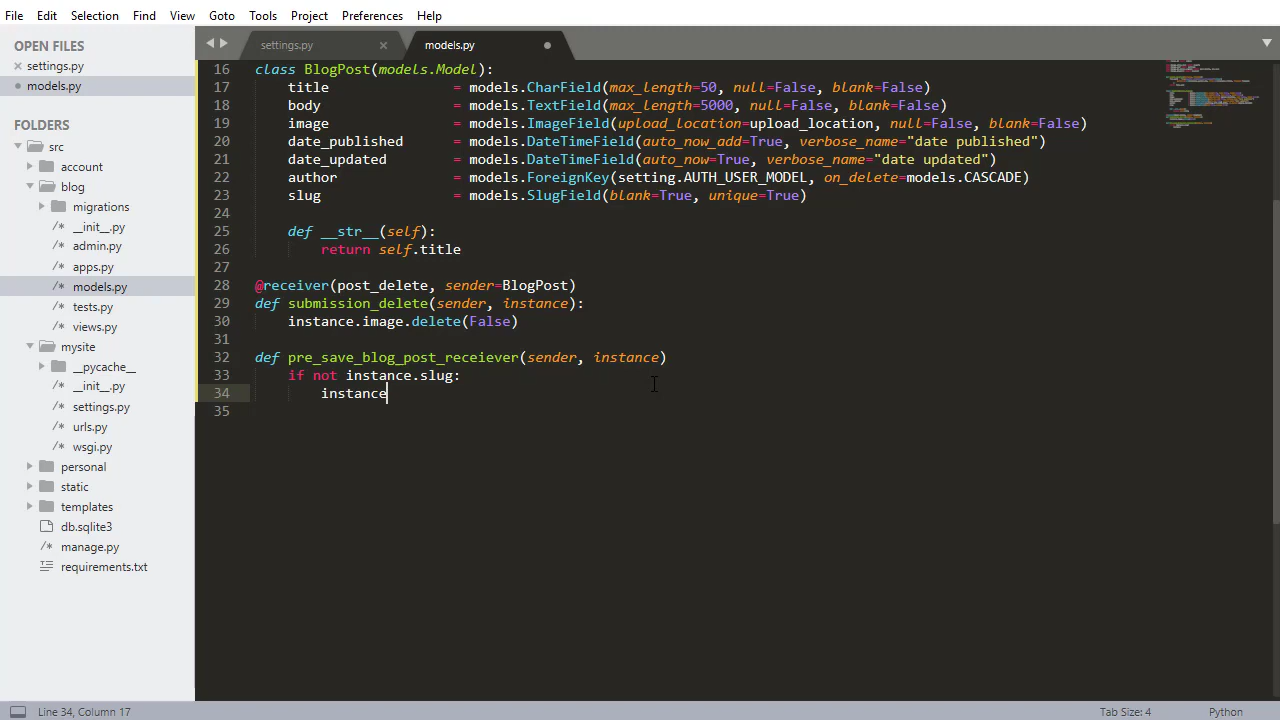 File Edit Selection Find View Goto Tools Project Preferences Help
OPEN FILES
settings.py
models.py
FOLDERS
src
account
blog
migrations
/* __init__.py
/* admin.py
/* apps.py
/* models.py
/* tests.py
/* views.py
mysite
__pycache__
/* __init__.py
/* settings.py
/* urls.py
/* wsgi.py
personal
static
templates
db.sqlite3
/* manage.py
requirements.txt
settings.py models.py
16 class BlogPost(models.Model):
17 title = models.CharField(max_length=50, null=False, blank=False)
18 body = models.TextField(max_length=5000, null=False, blank=False)
19 image = models.ImageField(upload_location=upload_location, null=False, blank=False)
20 date_published = models.DateTimeField(auto_now_add=True, verbose_name="date published")
21 date_updated = models.DateTimeField(auto_now=True, verbose_name="date updated")
22 author = models.ForeignKey(setting.AUTH_USER_MODEL, on_delete=models.CASCADE)
23 slug = models.SlugField(blank=True, unique=True)
24
25 def __str__(self):
26 return self.title
27
28 @receiver(post_delete, sender=BlogPost)
29 def submission_delete(sender, instance):
30 instance.image.delete(False)
31
32 def pre_save_blog_post_receiever(sender, instance)
33 if not instance.slug:
34 instance
35
Line 34, Column 17 Tab Size: 4 Python